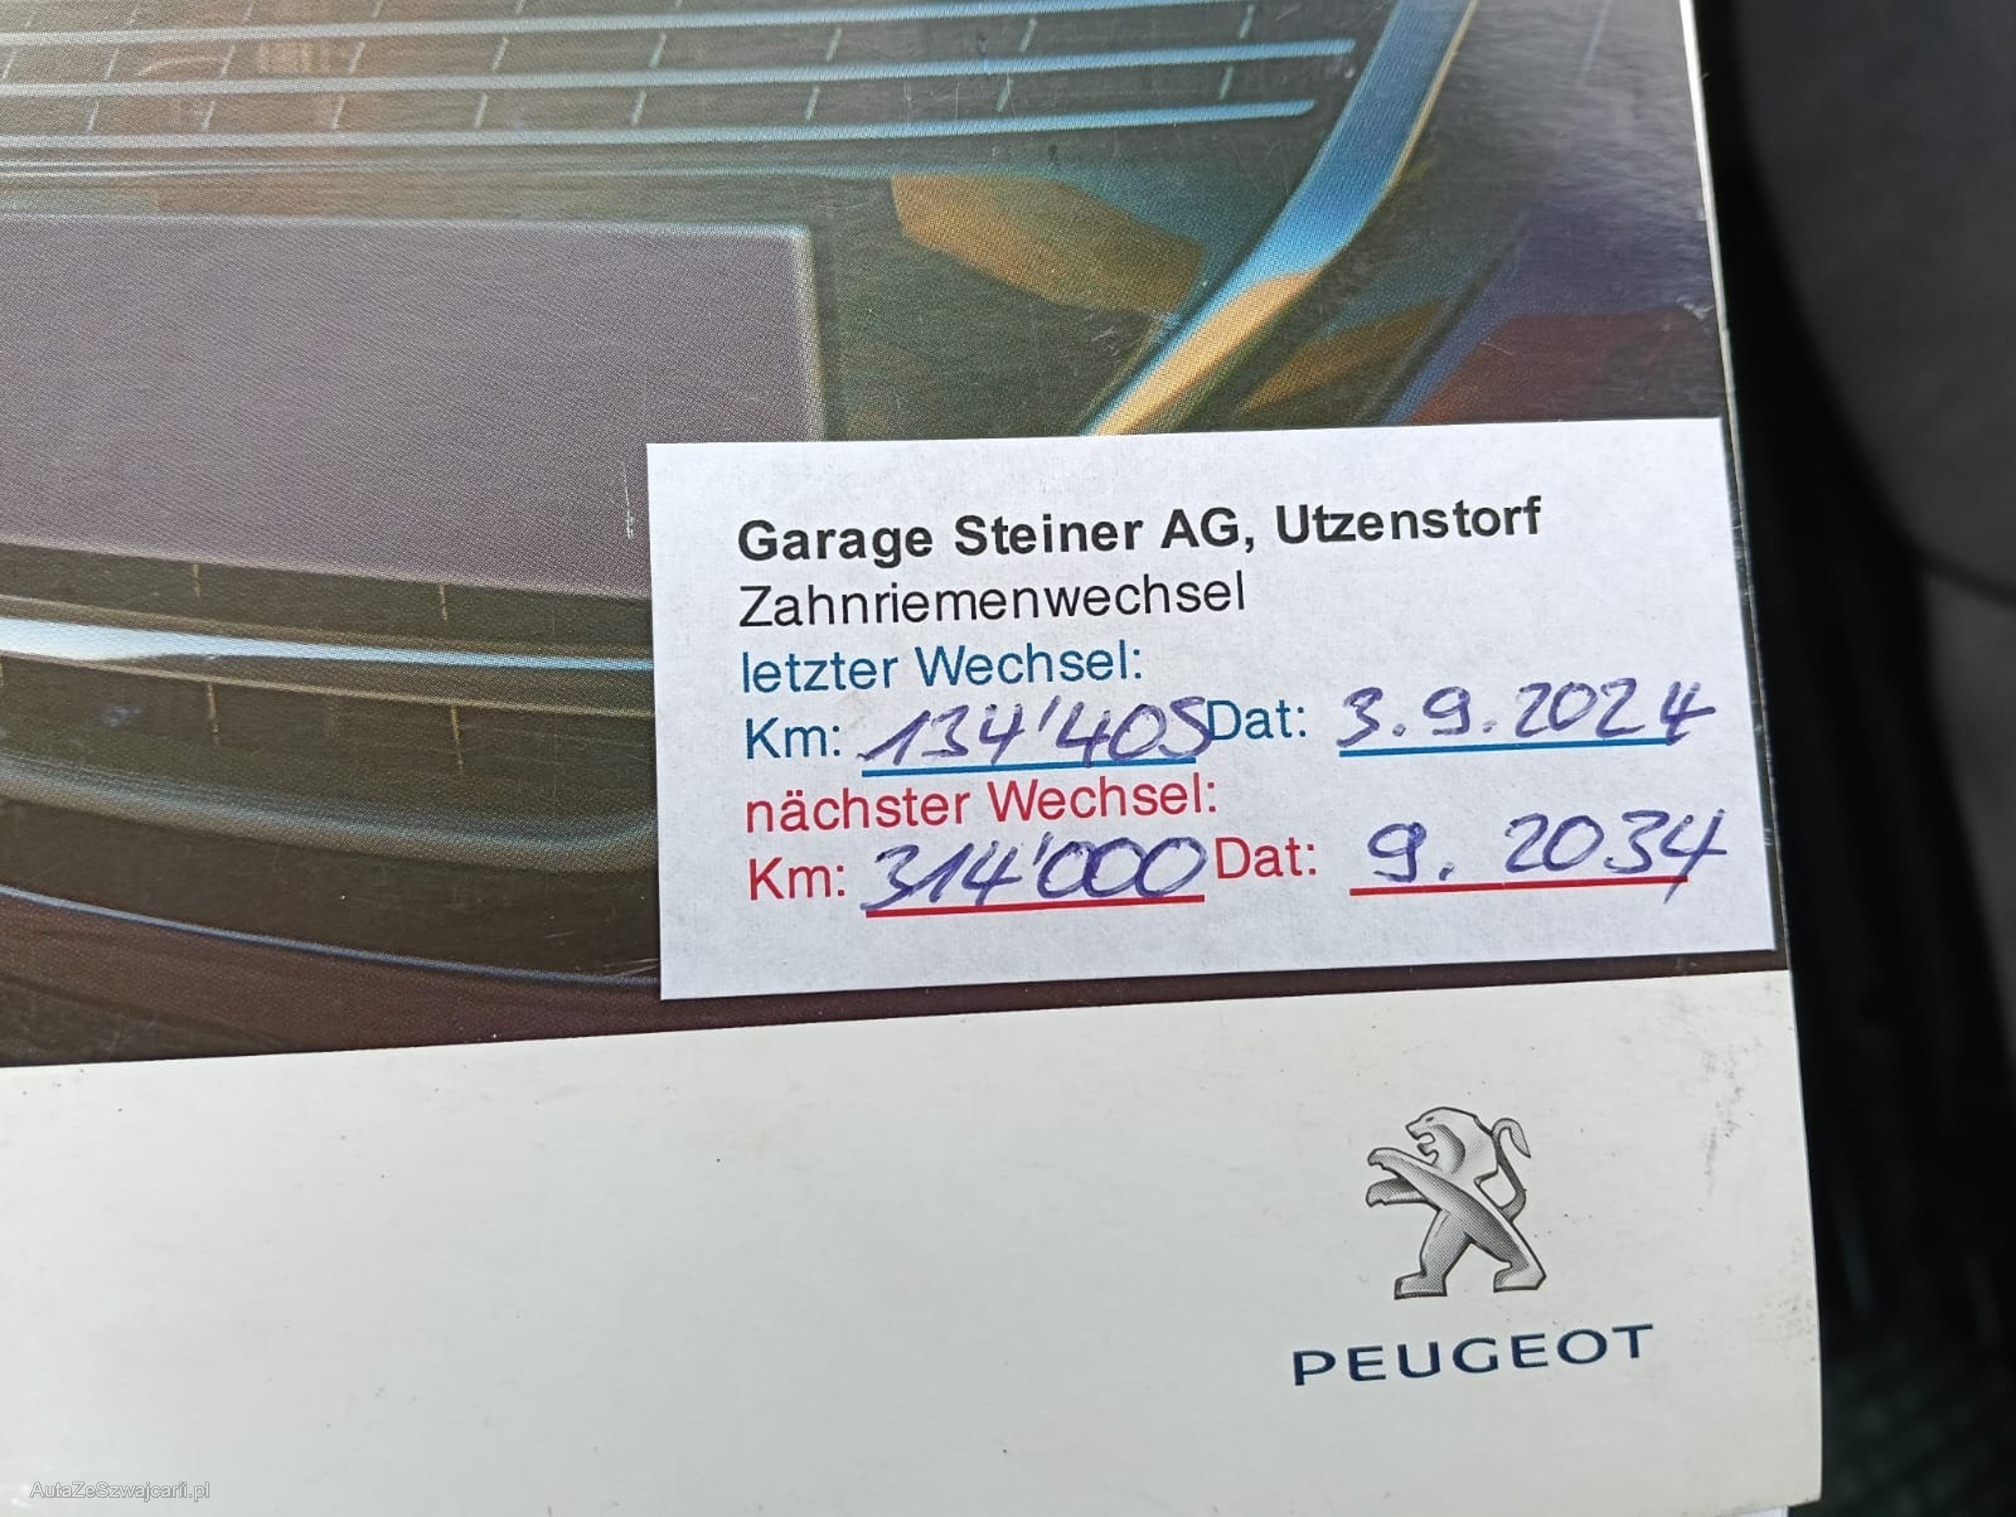 Garage Steiner AG, Utzenstorf
Zahnriemenwechsel
letzter Wechsel:
Km: 134'405 Dat: 3.9.2024
nächster Wechsel:
Km: 314'000 Dat: 9. 2034
PEUGEOT
AutaZeSzwajcarii.pl